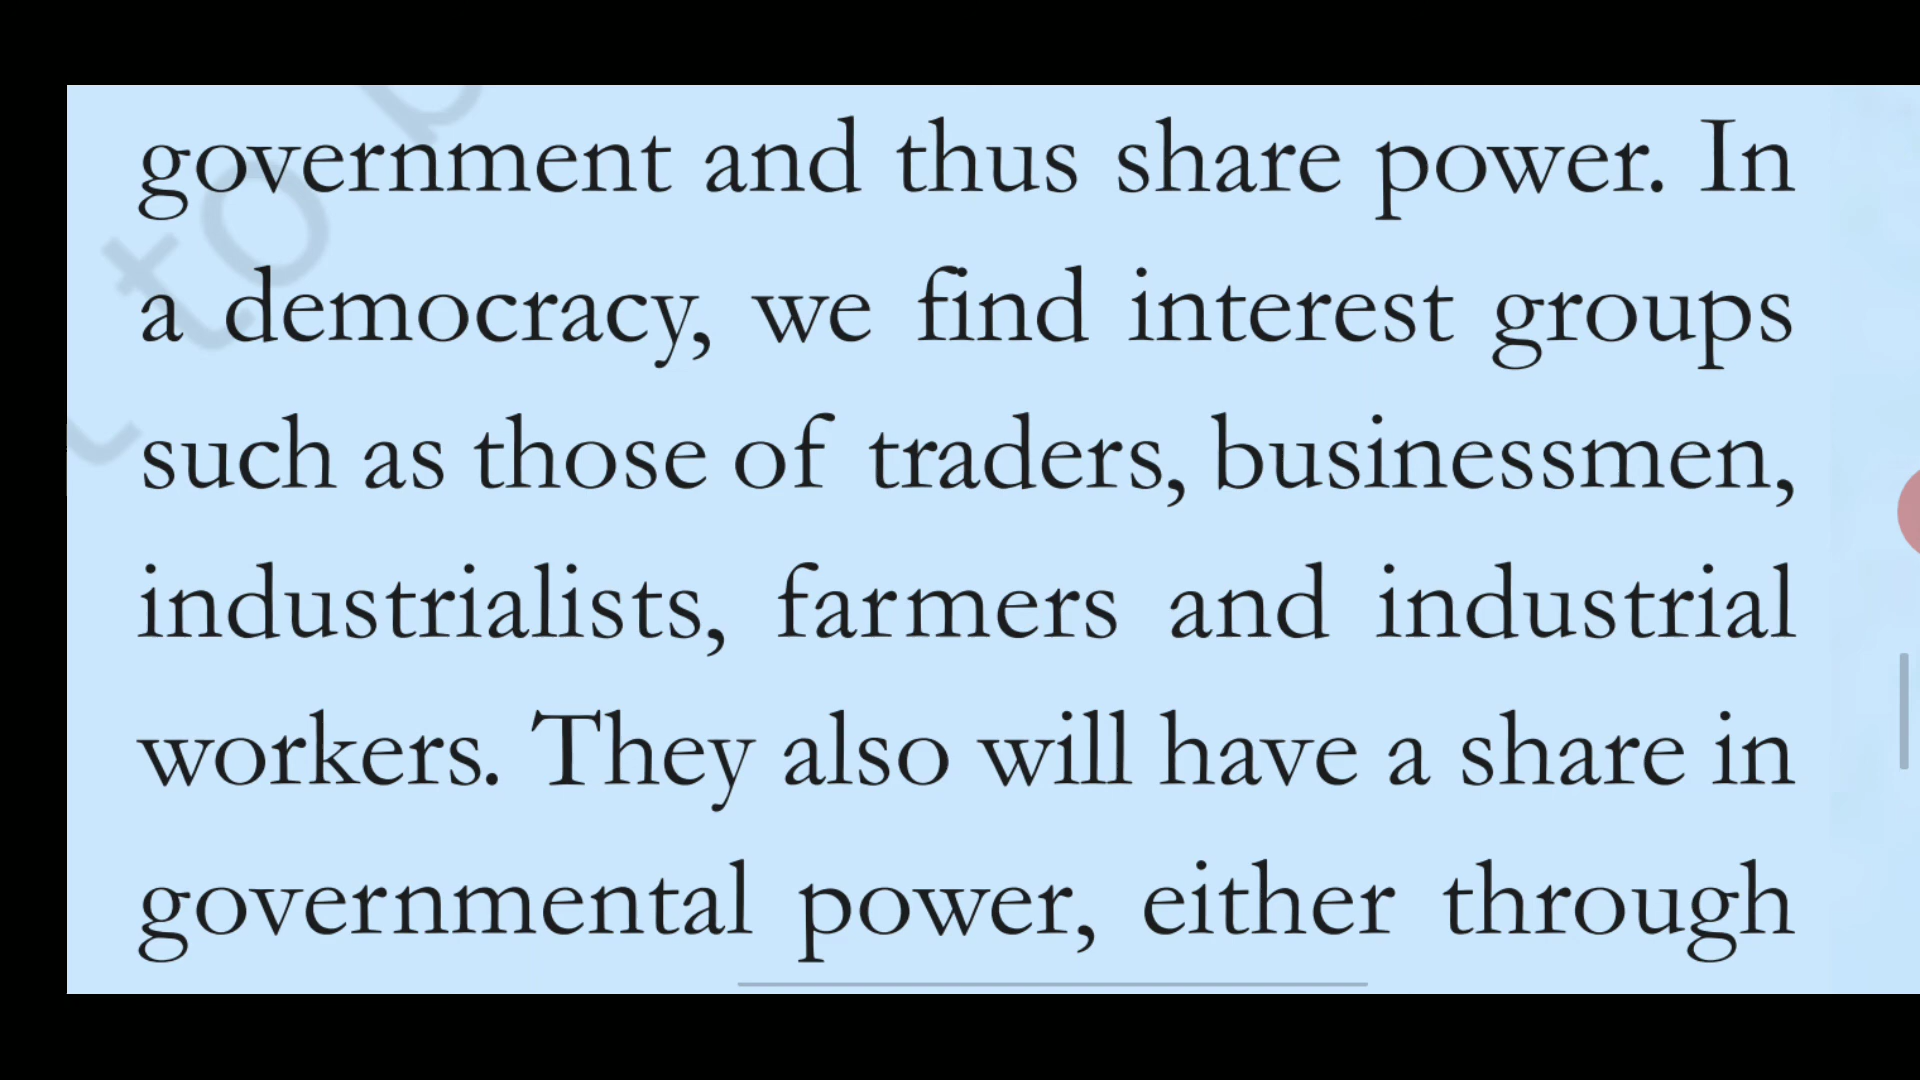 government and thus share power. In
a democracy, we find interest groups
such as those of traders, businessmen,
industrialists, farmers and industrial
workers. They also will have a share in
governmental power, either through